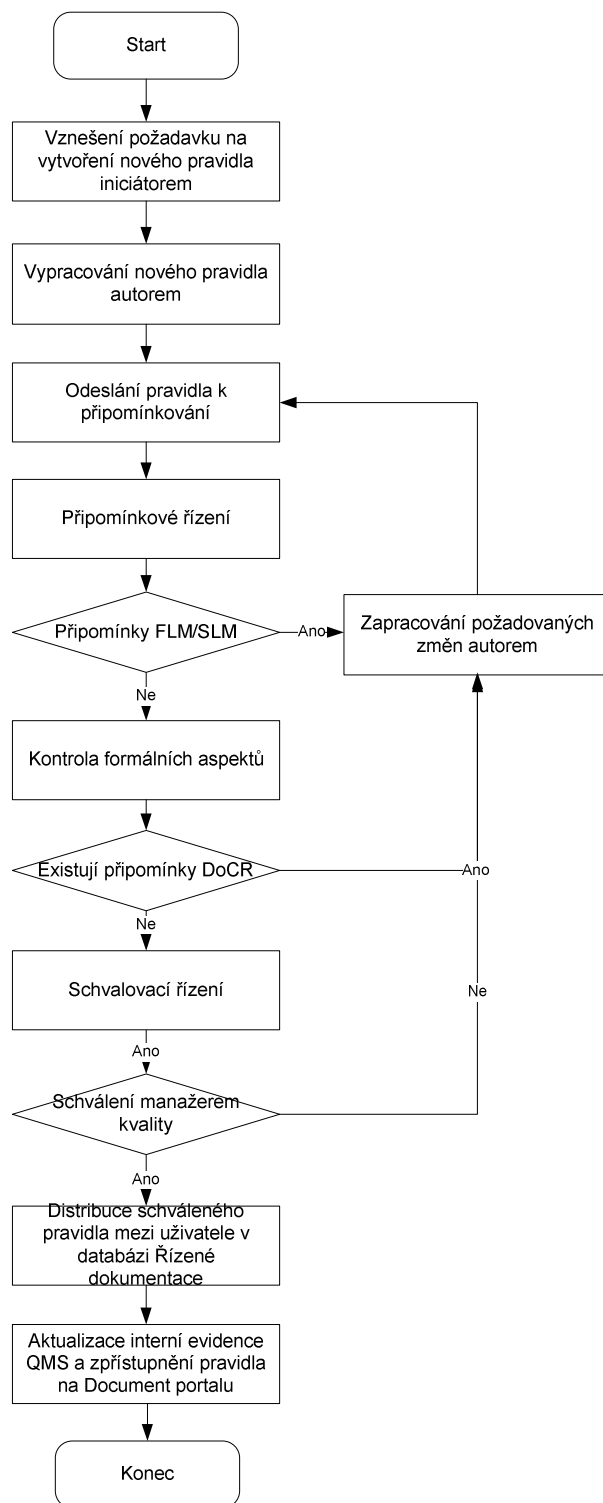 Start
Vznešení požadavku na
vytvoření nového pravidla
iniciátorem
Vypracování nového pravidla
autorem
Odeslání pravidla k
připomínkování
Připomínkové řízení
Připomínky FLM/SLM
Ano
Zapracování požadovaných
změn autorem
Ne
Kontrola formálních aspektů
Existují připomínky DoCR
Ano
Ne
Schvalovací řízení
Ne
Ano
Schválení manažerem
kvality
Ano
Distribuce schváleného
pravidla mezi uživatele v
databázi Řízené
dokumentace
Aktualizace interní evidence
QMS a zpřístupnění pravidla
na Document portalu
Konec